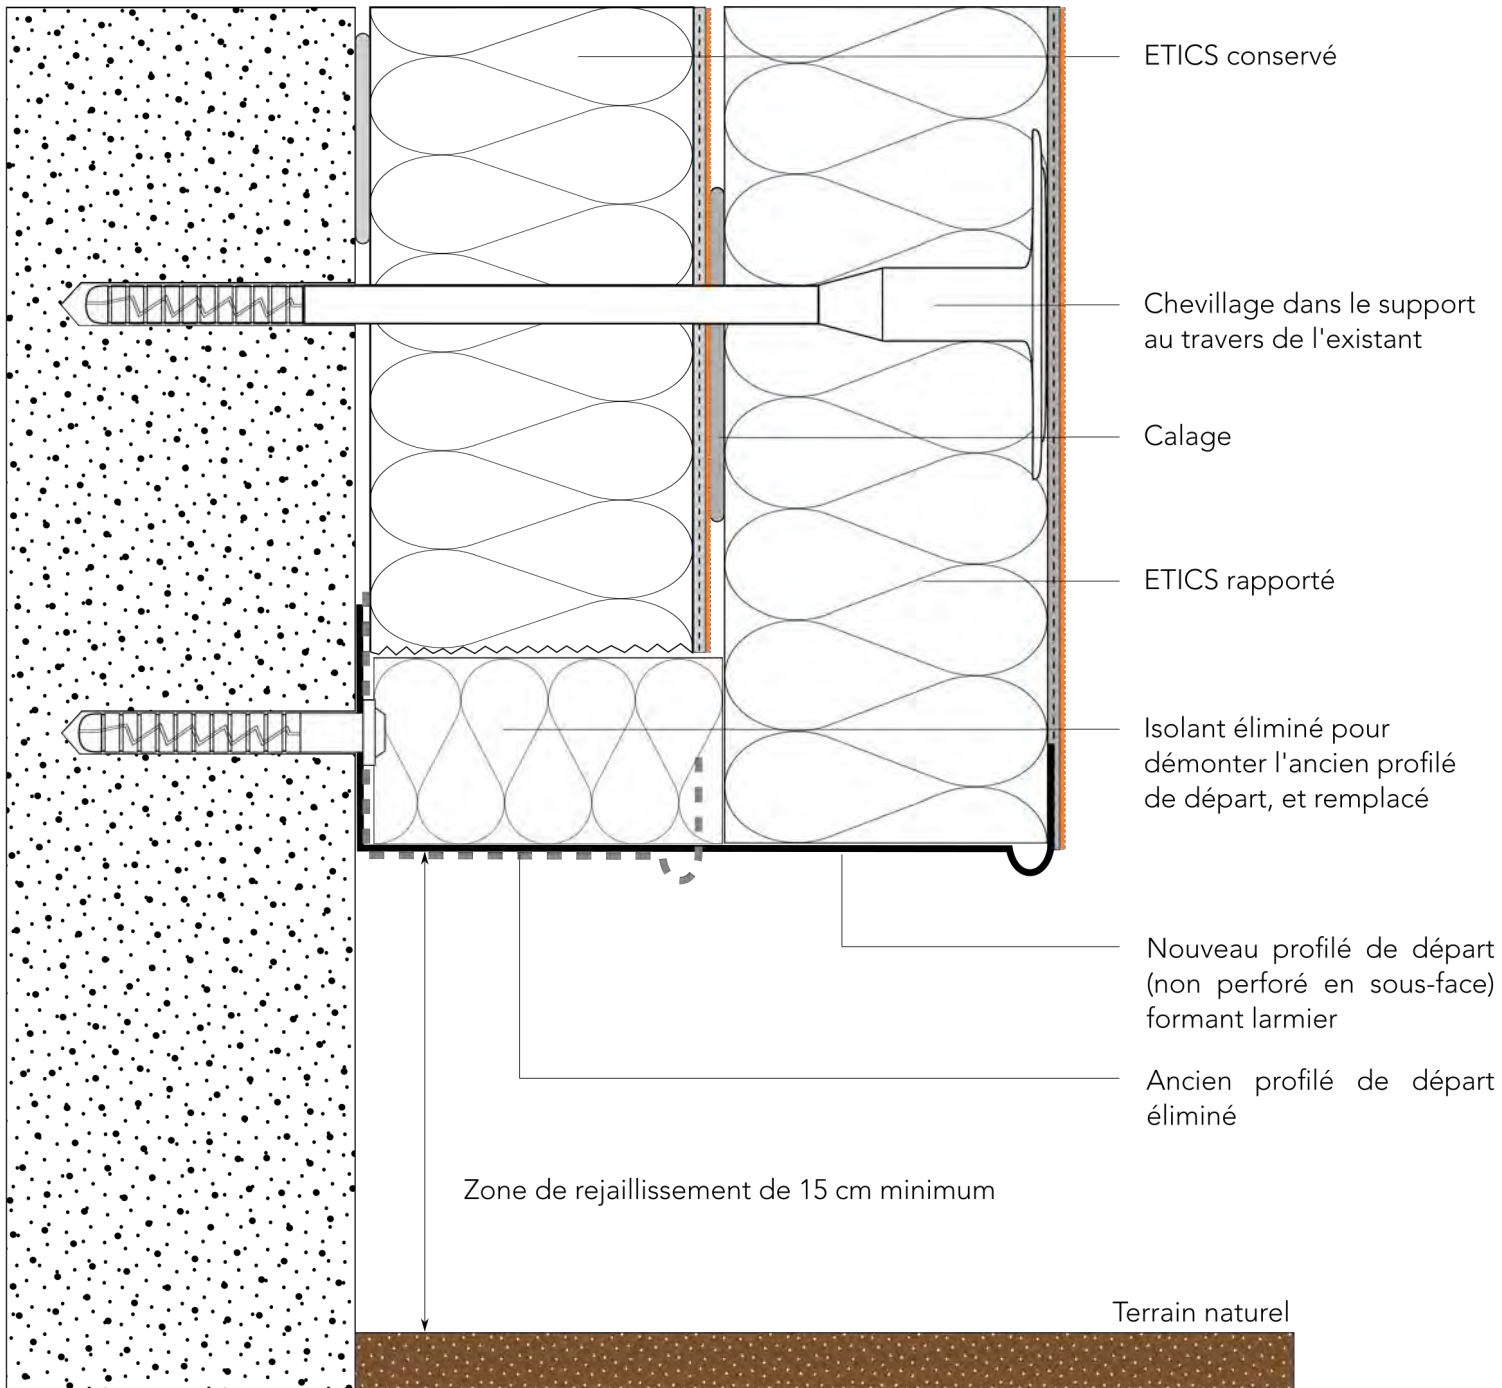 ETICS conservé
Chevillage dans le support
au travers de l'existant
Calage
ETICS rapporté
Isolant éliminé pour
démonter l'ancien profilé
de départ, et remplacé
Nouveau profilé de départ
(non perforé en sous-face)
formant larmier
Ancien profilé de départ
éliminé
Zone de rejaillissement de 15 cm minimum
Terrain naturel